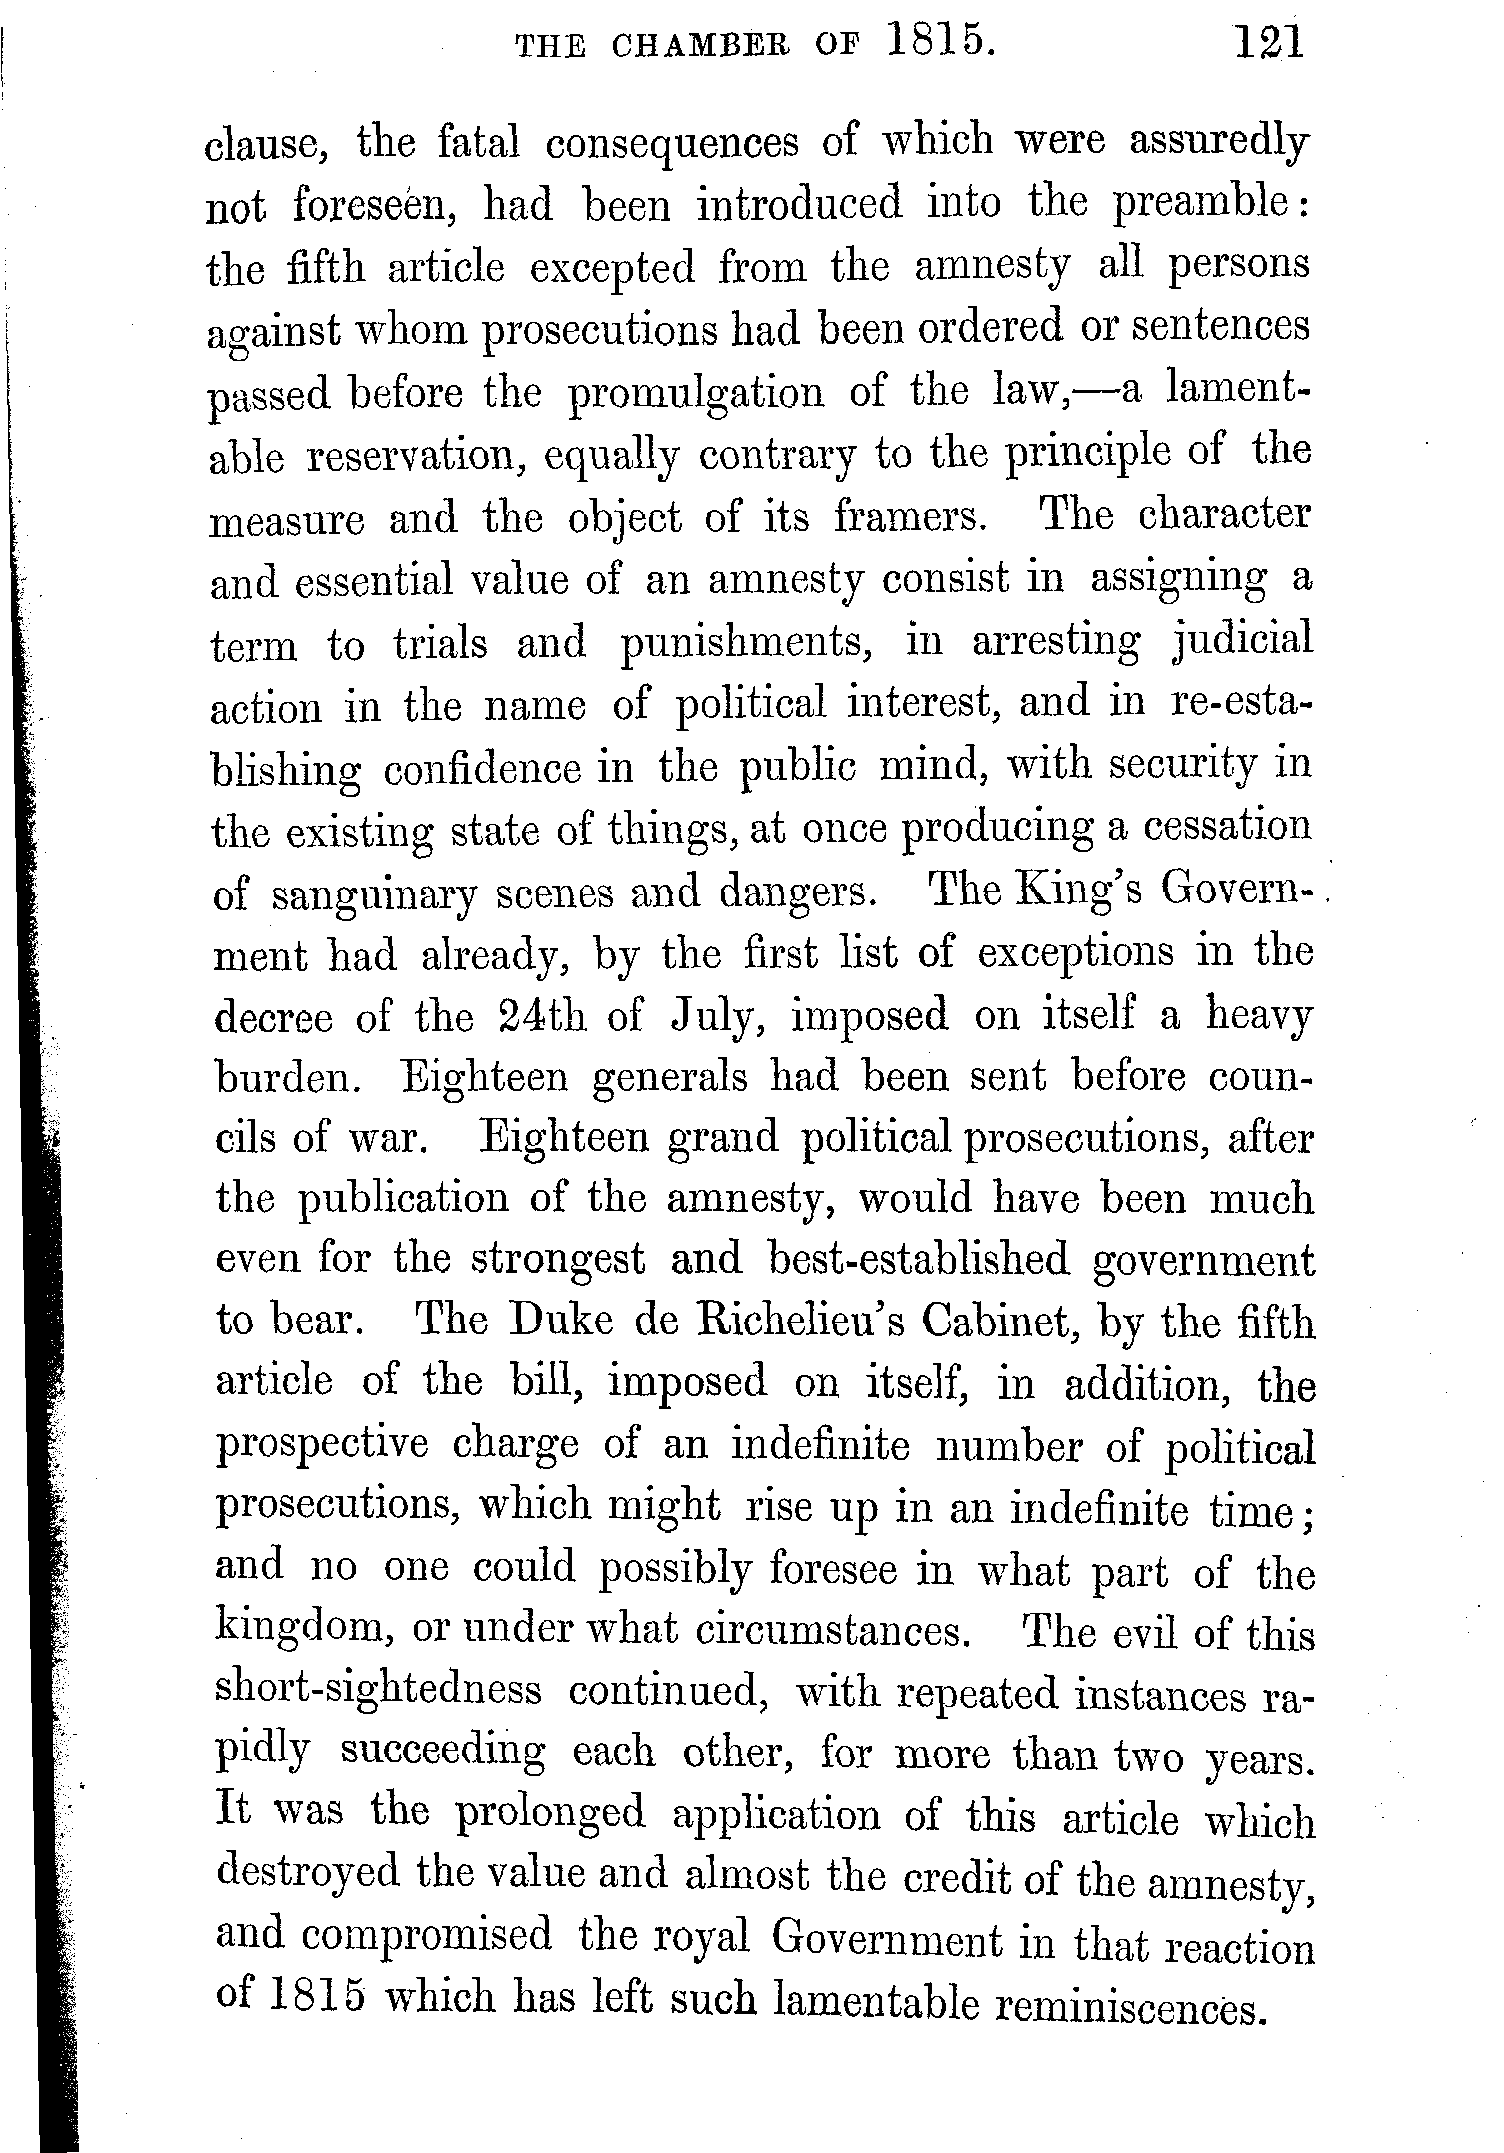 THE CHAMBER OF 1815. 121
clause, the fatal consequences of which were assuredly
not foreseen, had been introduced into the preamble:
the fifth article excepted from the amnesty all persons
against whom prosecutions had been ordered or sentences
passed before the promulgation of the law,—a lament-
able reservation, equally contrary to the principle of the
measure and the object of its framers. The character
and essential value of an amnesty consist in assigning a
term to trials and punishments, in arresting judicial
action in the name of political interest, and in re-esta-
blishing confidence in the public mind, with security in
the existing state of things, at once producing a cessation
of sanguinary scenes and dangers. The King's Govern-
ment had already, by the first list of exceptions in the
decree of the 24th of July, imposed on itself a heavy
burden. Eighteen generals had been sent before coun-
cils of war. Eighteen grand political prosecutions, after
the publication of the amnesty, would have been much
even for the strongest and best-established government
to bear. The Duke de Richelieu's Cabinet, by the fifth
article of the bill, imposed on itself, in addition, the
prospective charge of an indefinite number of political
prosecutions, which might rise up in an indefinite time;
and no one could possibly foresee in what part of the
kingdom, or under what circumstances. The evil of this
short-sightedness continued, with repeated instances ra-
pidly succeeding each other, for more than two years.
It was the prolonged application of this article which
destroyed the value and almost the credit of the amnesty,
and compromised the royal Government in that reaction
of 1815 which has left such lamentable reminiscences.